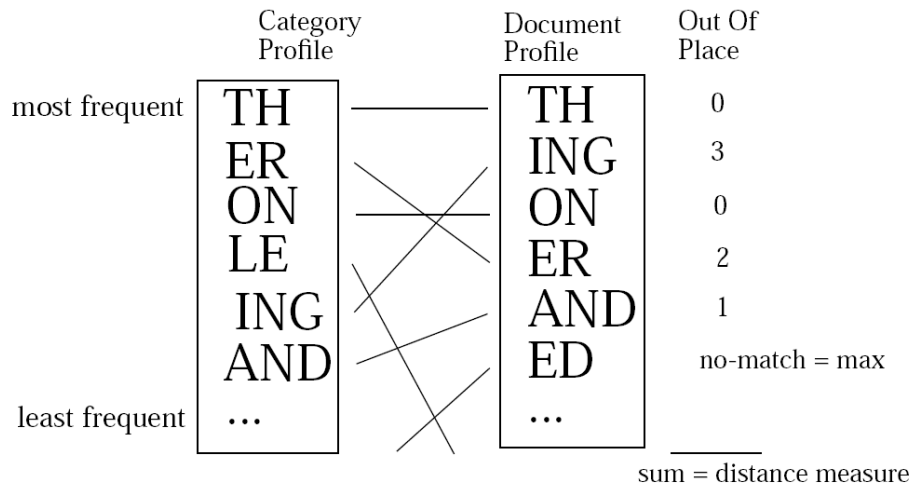 Category
Profile
Document
Profile
Out Of
Place
most frequent
TH
ER
ON
LE
ING
AND
...
least frequent
TH
ING
ON
ER
AND
ED
...
0
3
0
2
1
no-match = max
sum = distance measure